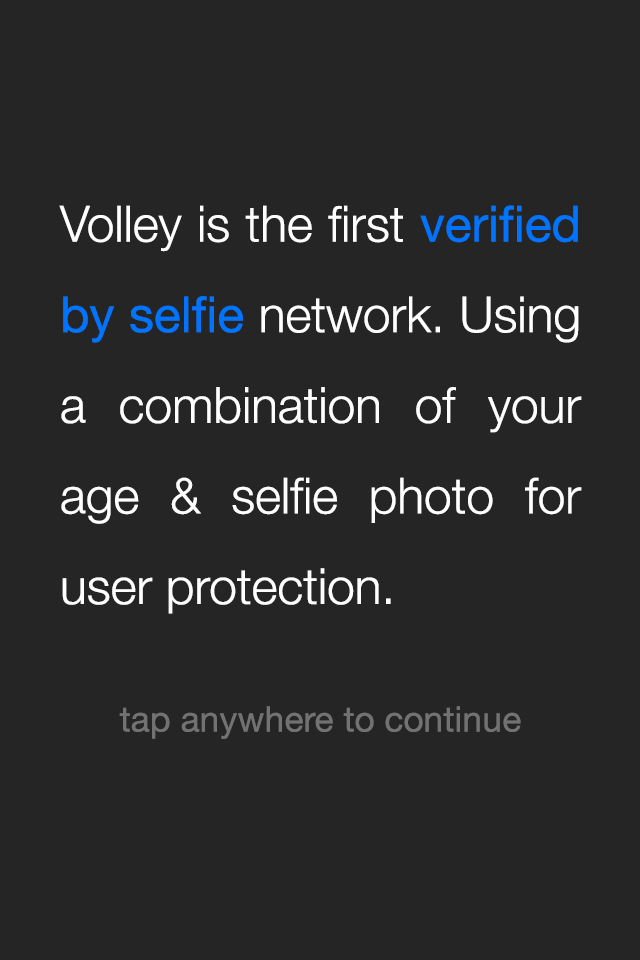 Volley is the first verified
by selfie network. Using
a combination of your
age & selfie photo for
user protection.
tap anywhere to continue